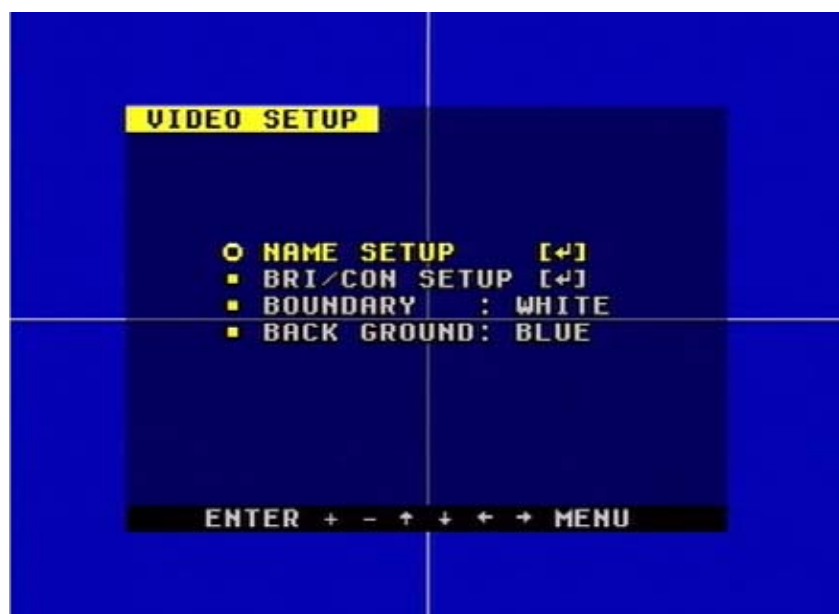 VIDEO SETUP
NAME SETUP [↵]
BRI/CON SETUP [↵]
BOUNDARY : WHITE
BACK GROUND: BLUE
ENTER + - ↑ ↓ ← → MENU